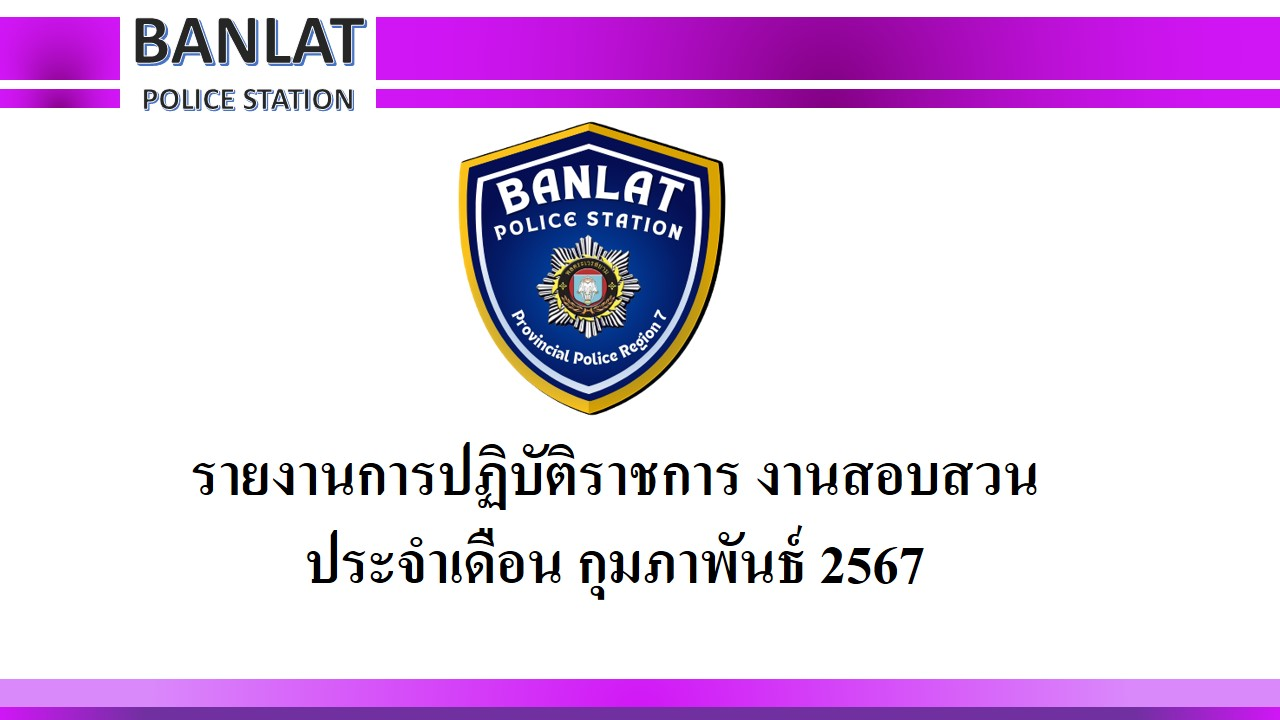 BANLAT
POLICE STATION
BANLAT
POLICE STATION
Provincial Police Region 7
รายงานการปฏิบัติราชการ งานสอบสวน
ประจำเดือน กุมภาพันธ์ 2567